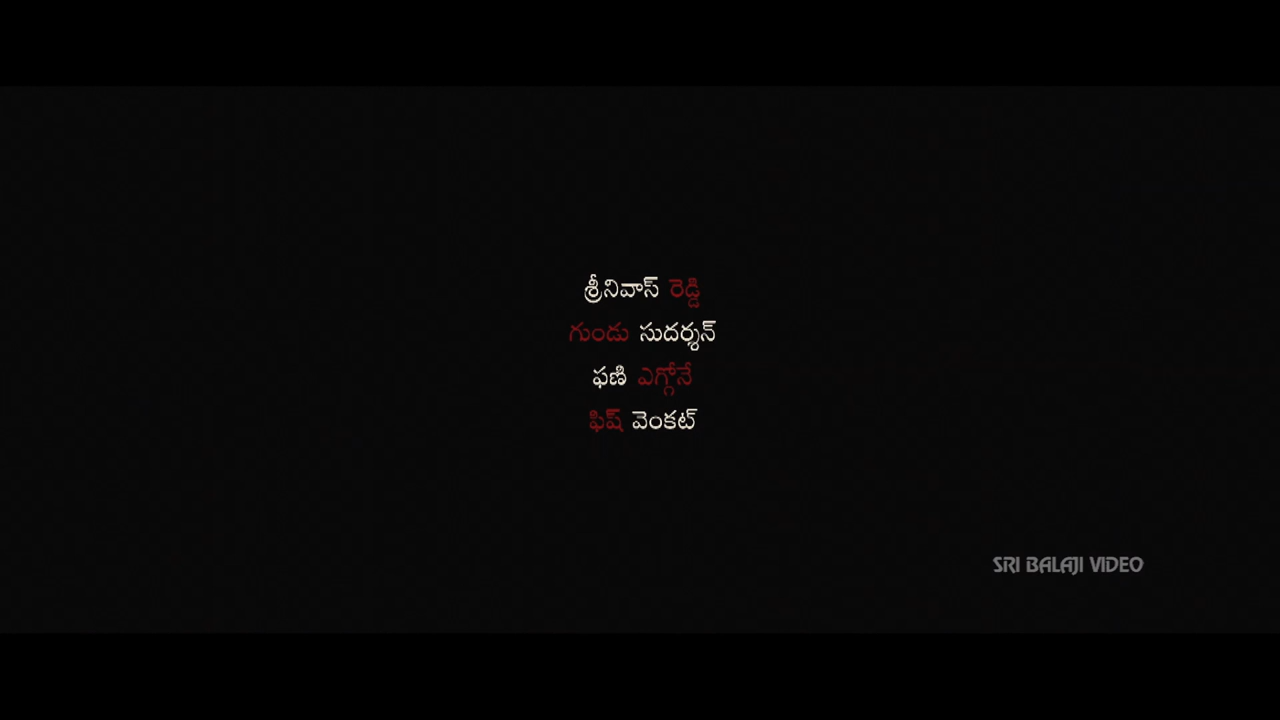 శ్రీనివాస్ రెడ్డి
గుండు సుదర్శన్
ఫణి ఎగ్గోనే
ఫిష్ వెంకట్
SRI BALAJI VIDEO